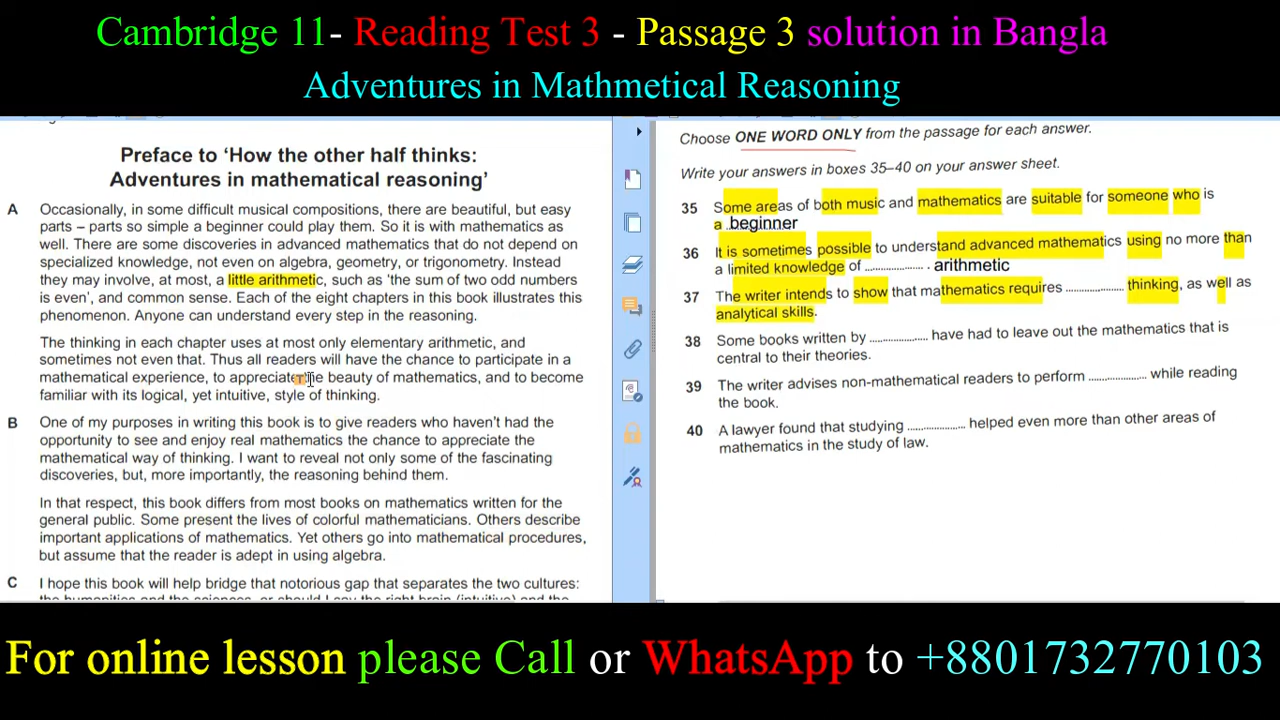 Cambridge 11- Reading Test 3 - Passage 3 solution in Bangla
Adventures in Mathmetical Reasoning
Preface to ‘How the other half thinks:
Adventures in mathematical reasoning’
A Occasionally, in some difficult musical compositions, there are beautiful, but easy
parts – parts so simple a beginner could play them. So it is with mathematics as
well. There are some discoveries in advanced mathematics that do not depend on
specialized knowledge, not even on algebra, geometry, or trigonometry. Instead
they may involve, at most, a little arithmetic, such as ‘the sum of two odd numbers
is even’, and common sense. Each of the eight chapters in this book illustrates this
phenomenon. Anyone can understand every step in the reasoning.
The thinking in each chapter uses at most only elementary arithmetic, and
sometimes not even that. Thus all readers will have the chance to participate in a
mathematical experience, to appreciate the beauty of mathematics, and to become
familiar with its logical, yet intuitive, style of thinking.
B One of my purposes in writing this book is to give readers who haven’t had the
opportunity to see and enjoy real mathematics the chance to appreciate the
mathematical way of thinking. I want to reveal not only some of the fascinating
discoveries, but, more importantly, the reasoning behind them.
In that respect, this book differs from most books on mathematics written for the
general public. Some present the lives of colorful mathematicians. Others describe
important applications of mathematics. Yet others go into mathematical procedures,
but assume that the reader is adept in using algebra.
C I hope this book will help bridge that notorious gap that separates the two cultures:
the humanities and the sciences, or should I say the right brain (intuitive) and the
Choose ONE WORD ONLY from the passage for each answer.
Write your answers in boxes 35–40 on your answer sheet.
35 Some areas of both music and mathematics are suitable for someone who is
a beginner
36 It is sometimes possible to understand advanced mathematics using no more than
a limited knowledge of .................... . arithmetic
37 The writer intends to show that mathematics requires .................... thinking, as well as
analytical skills.
38 Some books written by .................... have had to leave out the mathematics that is
central to their theories.
39 The writer advises non-mathematical readers to perform .................... while reading
the book.
40 A lawyer found that studying .................... helped even more than other areas of
mathematics in the study of law.
For online lesson please Call or WhatsApp to +8801732770103